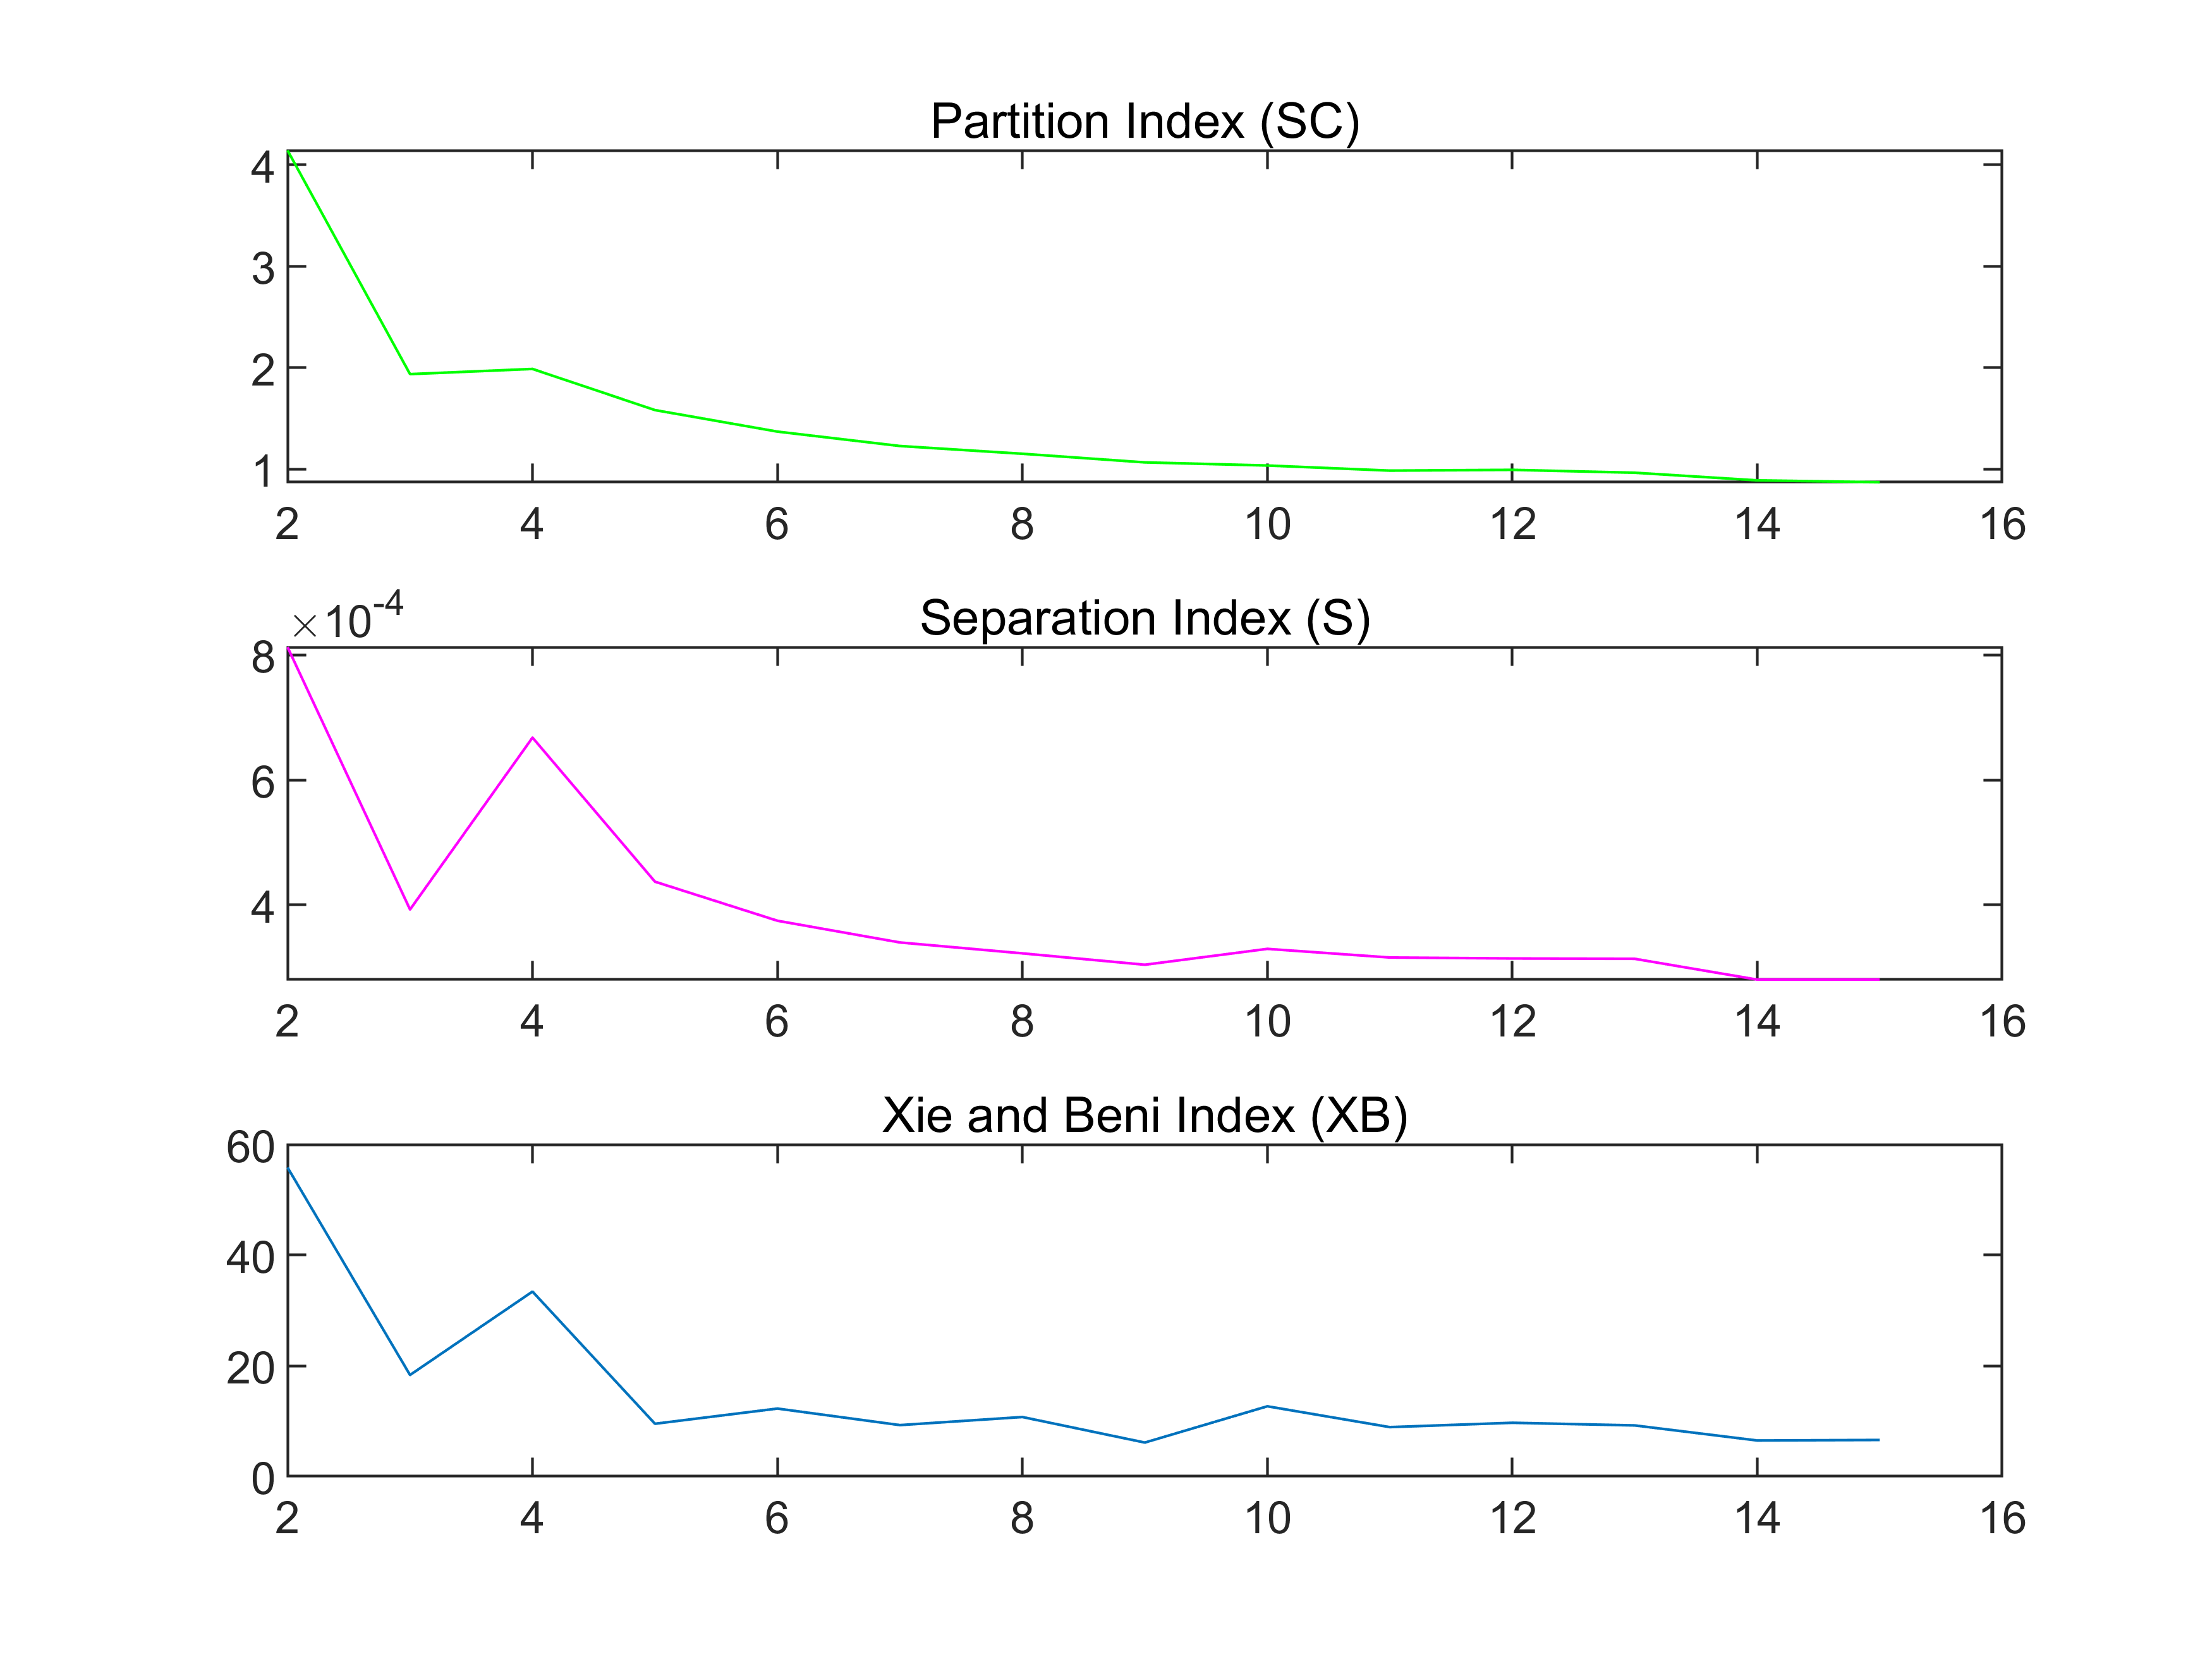 Partition Index (SC)
4
3
2
1
2 4 6 8 10 12 14 16
×10-4
Separation Index (S)
8
6
4
2 4 6 8 10 12 14 16
Xie and Beni Index (XB)
60
40
20
0
2 4 6 8 10 12 14 16